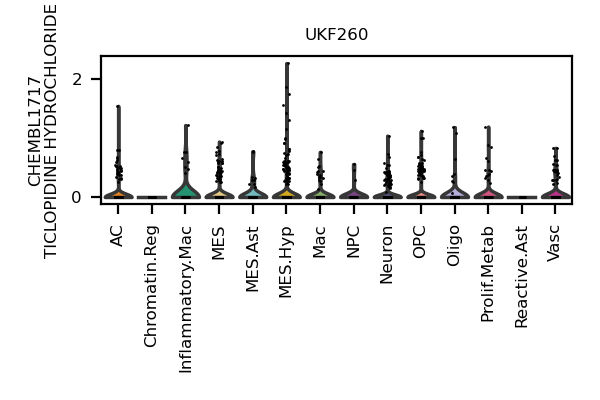 UKF260
CHEMBL1717
TICLOPIDINE HYDROCHLORIDE
2
0
AC
Chromatin.Reg
Inflammatory.Mac
MES
MES.Ast
MES.Hyp
Mac
NPC
Neuron
OPC
Oligo
Prolif.Metab
Reactive.Ast
Vasc